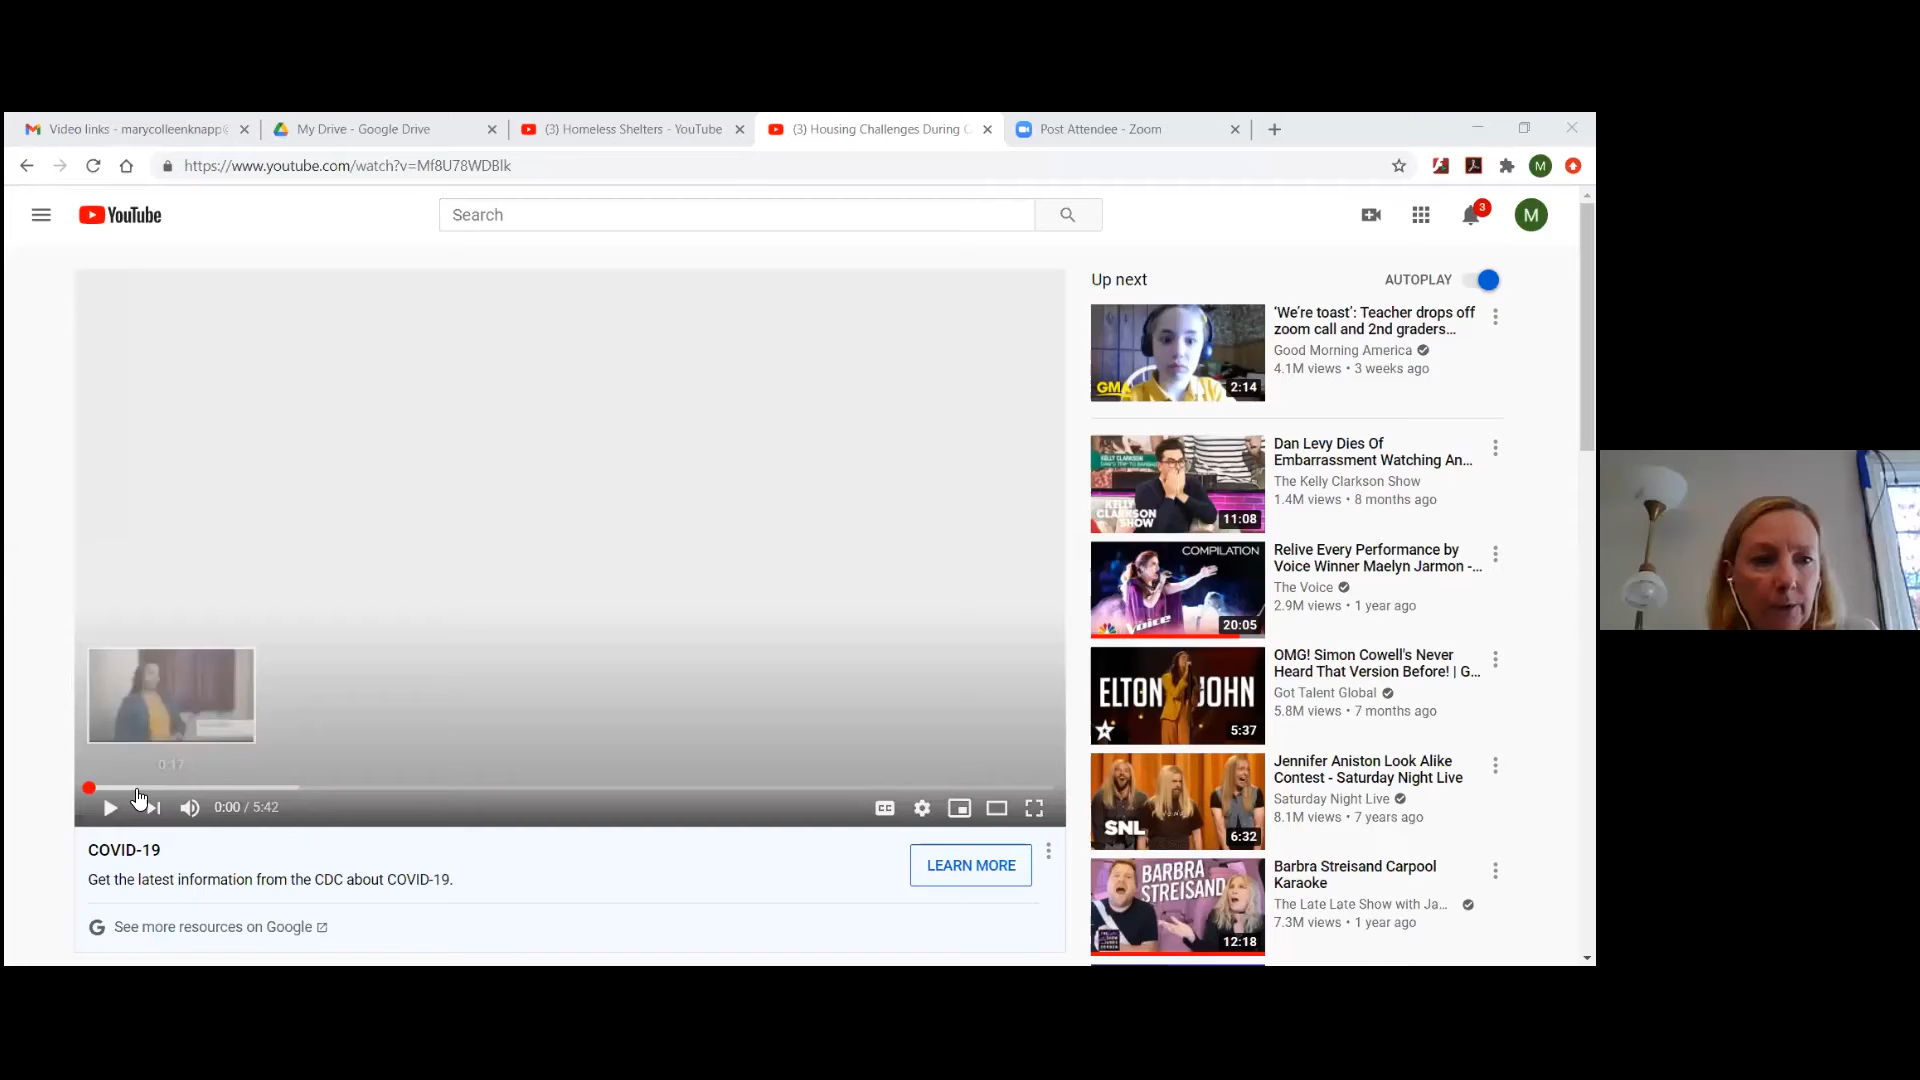 Video links - marycolleenknapp@
My Drive - Google Drive
(3) Homeless Shelters - YouTube
(3) Housing Challenges During C
Post Attendee - Zoom
https://www.youtube.com/watch?v=Mf8U78WDBlk
M
YouTube
Search
3
M
Up next
AUTOPLAY
'We're toast': Teacher drops off
zoom call and 2nd graders...
Good Morning America
4.1M views • 3 weeks ago
GMA
2:14
Dan Levy Dies Of
Embarrassment Watching An...
The Kelly Clarkson Show
1.4M views • 8 months ago
KELLY CLARKSON
KELLY
CLARKSON
SHOW
11:08
COMPILATION
Relive Every Performance by
Voice Winner Maelyn Jarmon -...
The Voice
2.9M views • 1 year ago
Voice
20:05
OMG! Simon Cowell's Never
Heard That Version Before! | G...
Got Talent Global
5.8M views • 7 months ago
ELTON JOHN
5:37
Jennifer Aniston Look Alike
Contest - Saturday Night Live
Saturday Night Live
8.1M views • 7 years ago
SNL
6:32
Barbra Streisand Carpool
Karaoke
The Late Late Show with Ja...
7.3M views • 1 year ago
BARBRA
STREISAND
12:18
0:17
0:00 / 5:42
CC
COVID-19
Get the latest information from the CDC about COVID-19.
LEARN MORE
G See more resources on Google